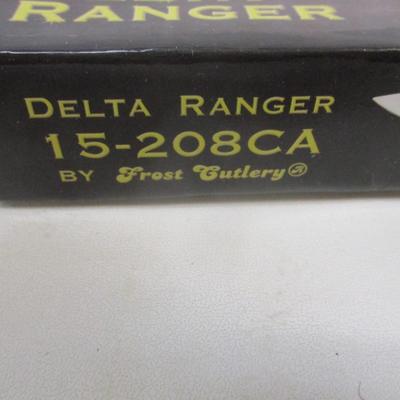 RANGER
DELTA RANGER
15-208CA
BY Frost Cutlery®